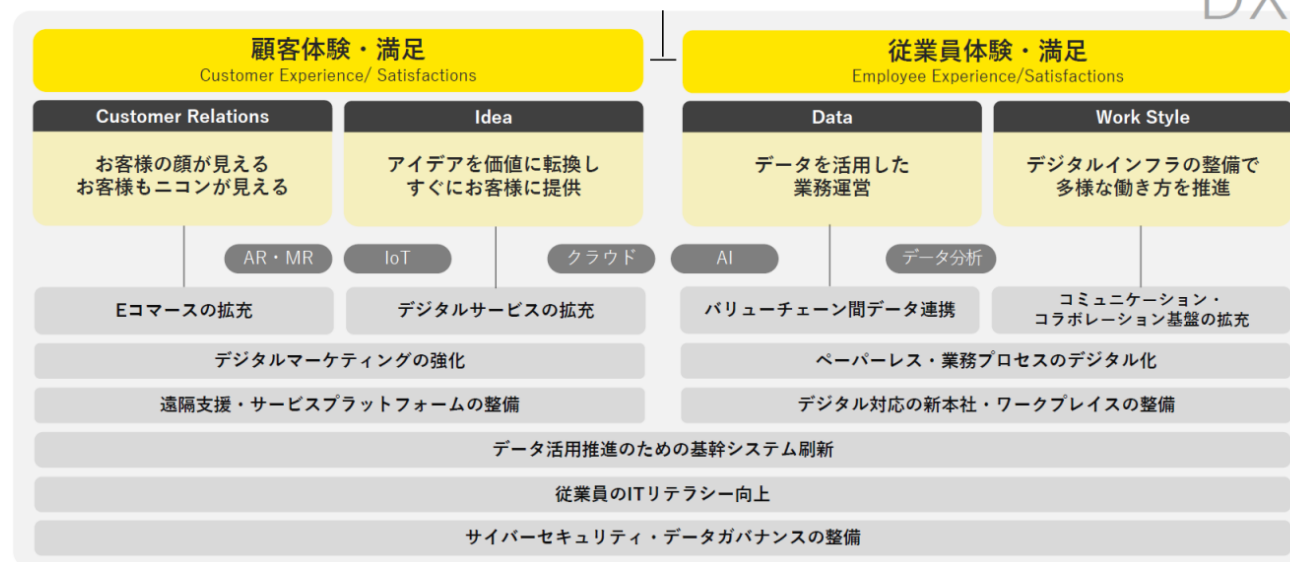 DX
顧客体験・満足
Customer Experience/ Satisfactions
従業員体験・満足
Employee Experience/Satisfactions
Customer Relations
お客様の顔が見える
お客様もニコンが見える
Idea
アイデアを価値に転換し
すぐにお客様に提供
Data
データを活用した
業務運営
Work Style
デジタルインフラの整備で
多様な働き方を推進
AR・MR
IoT
クラウド
AI
データ分析
Eコマースの拡充
デジタルサービスの拡充
バリューチェーン間データ連携
コミュニケーション・
コラボレーション基盤の拡充
デジタルマーケティングの強化
ペーパーレス・業務プロセスのデジタル化
遠隔支援・サービスプラットフォームの整備
デジタル対応の新本社・ワークプレイスの整備
データ活用推進のための基幹システム刷新
従業員のITリテラシー向上
サイバーセキュリティ・データガバナンスの整備